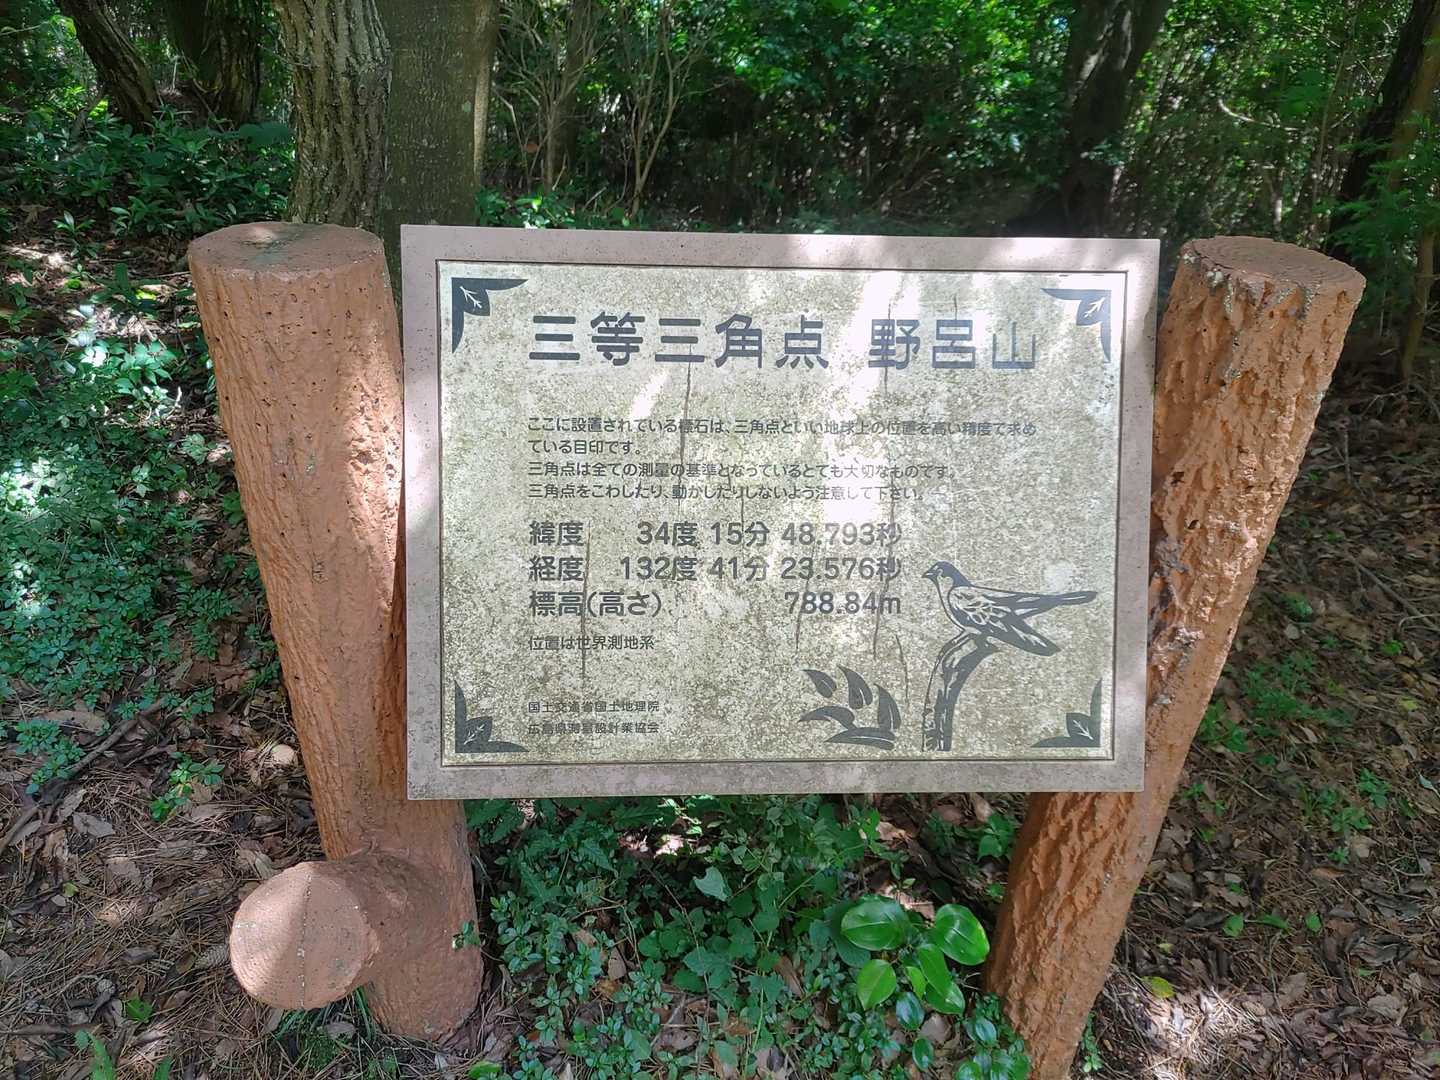 三等三角点 野呂山
ここに設置されている標石は、三角点といい地球上の位置を高い精度で求め
ている目印です。
三角点は全ての測量の基準となっているとても大切なものです。
三角点をこわしたり、動かしたりしないよう注意して下さい。
緯度 34度 15分 48.793秒
経度 132度 41分 23.576秒
標高(高さ) 788.84m
位置は世界測地系
国土交通省国土地理院
広島県測量設計業協会